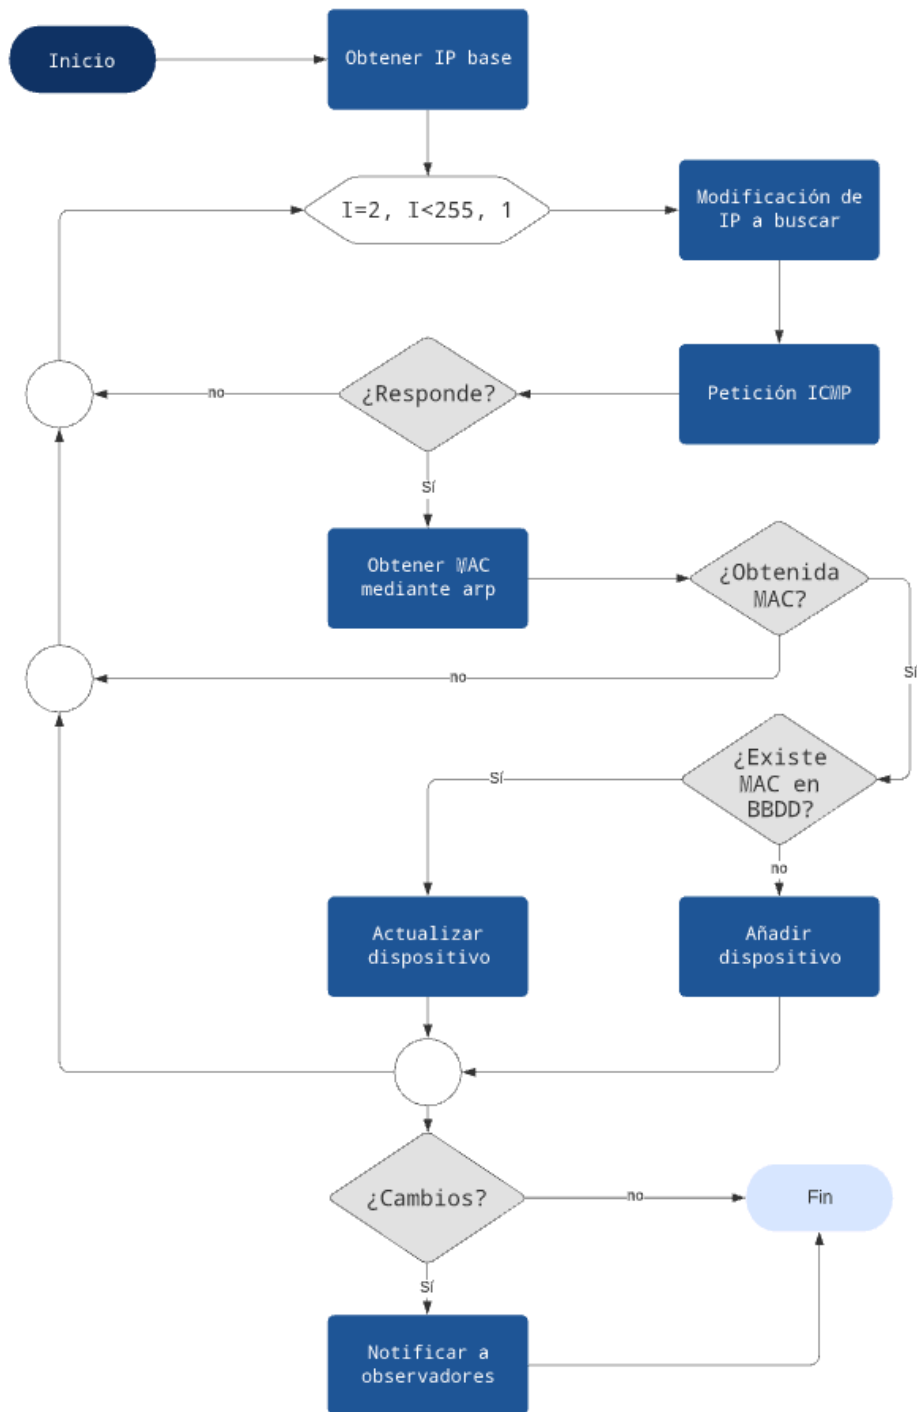 Inicio
Obtener IP base
I=2, I<255, 1
Modificación de
IP a buscar
Petición ICMP
¿Responde?
no
Sí
Obtener MAC
mediante arp
¿Obtenida
MAC?
no
Sí
¿Existe
MAC en
BBDD?
Sí
no
Actualizar
dispositivo
Añadir
dispositivo
¿Cambios?
no
Fin
Sí
Notificar a
observadores